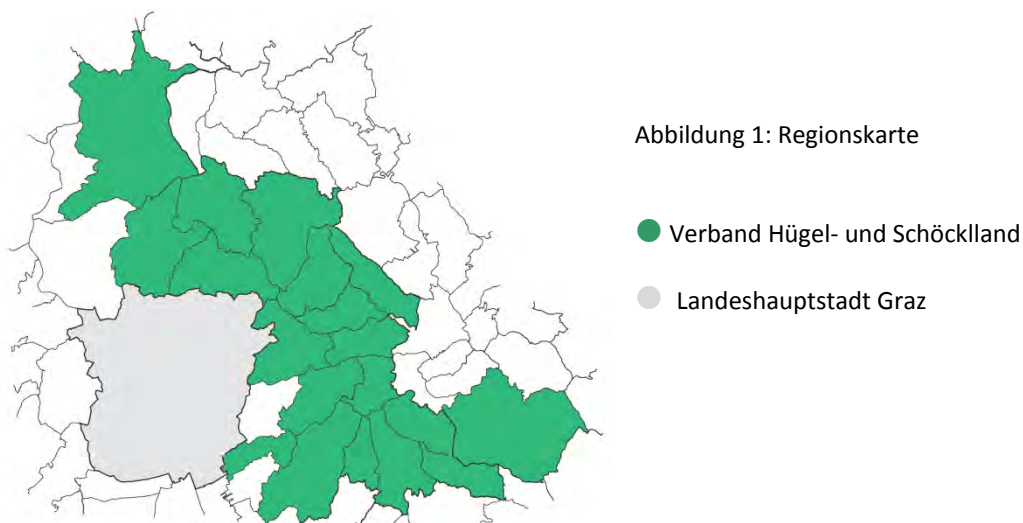 Abbildung 1: Regionskarte
Verband Hügel- und Schöcklland
Landeshauptstadt Graz